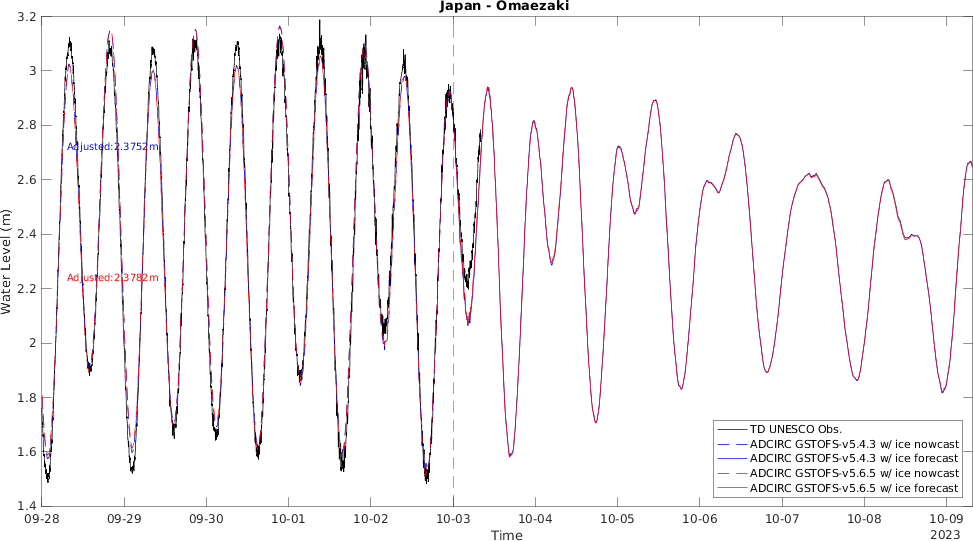 Japan - Omaezaki
3.2
3
2.8
2.6
2.4
2.2
2
1.8
1.6
1.4
Water Level (m)
Adjusted:2.3752m
Adjusted:2.3782m
TD UNESCO Obs.
ADCIRC GSTOFS-v5.4.3 w/ ice nowcast
ADCIRC GSTOFS-v5.4.3 w/ ice forecast
ADCIRC GSTOFS-v5.6.5 w/ ice nowcast
ADCIRC GSTOFS-v5.6.5 w/ ice forecast
09-28 09-29 09-30 10-01 10-02 10-03 10-04 10-05 10-06 10-07 10-08 10-09
2023
Time